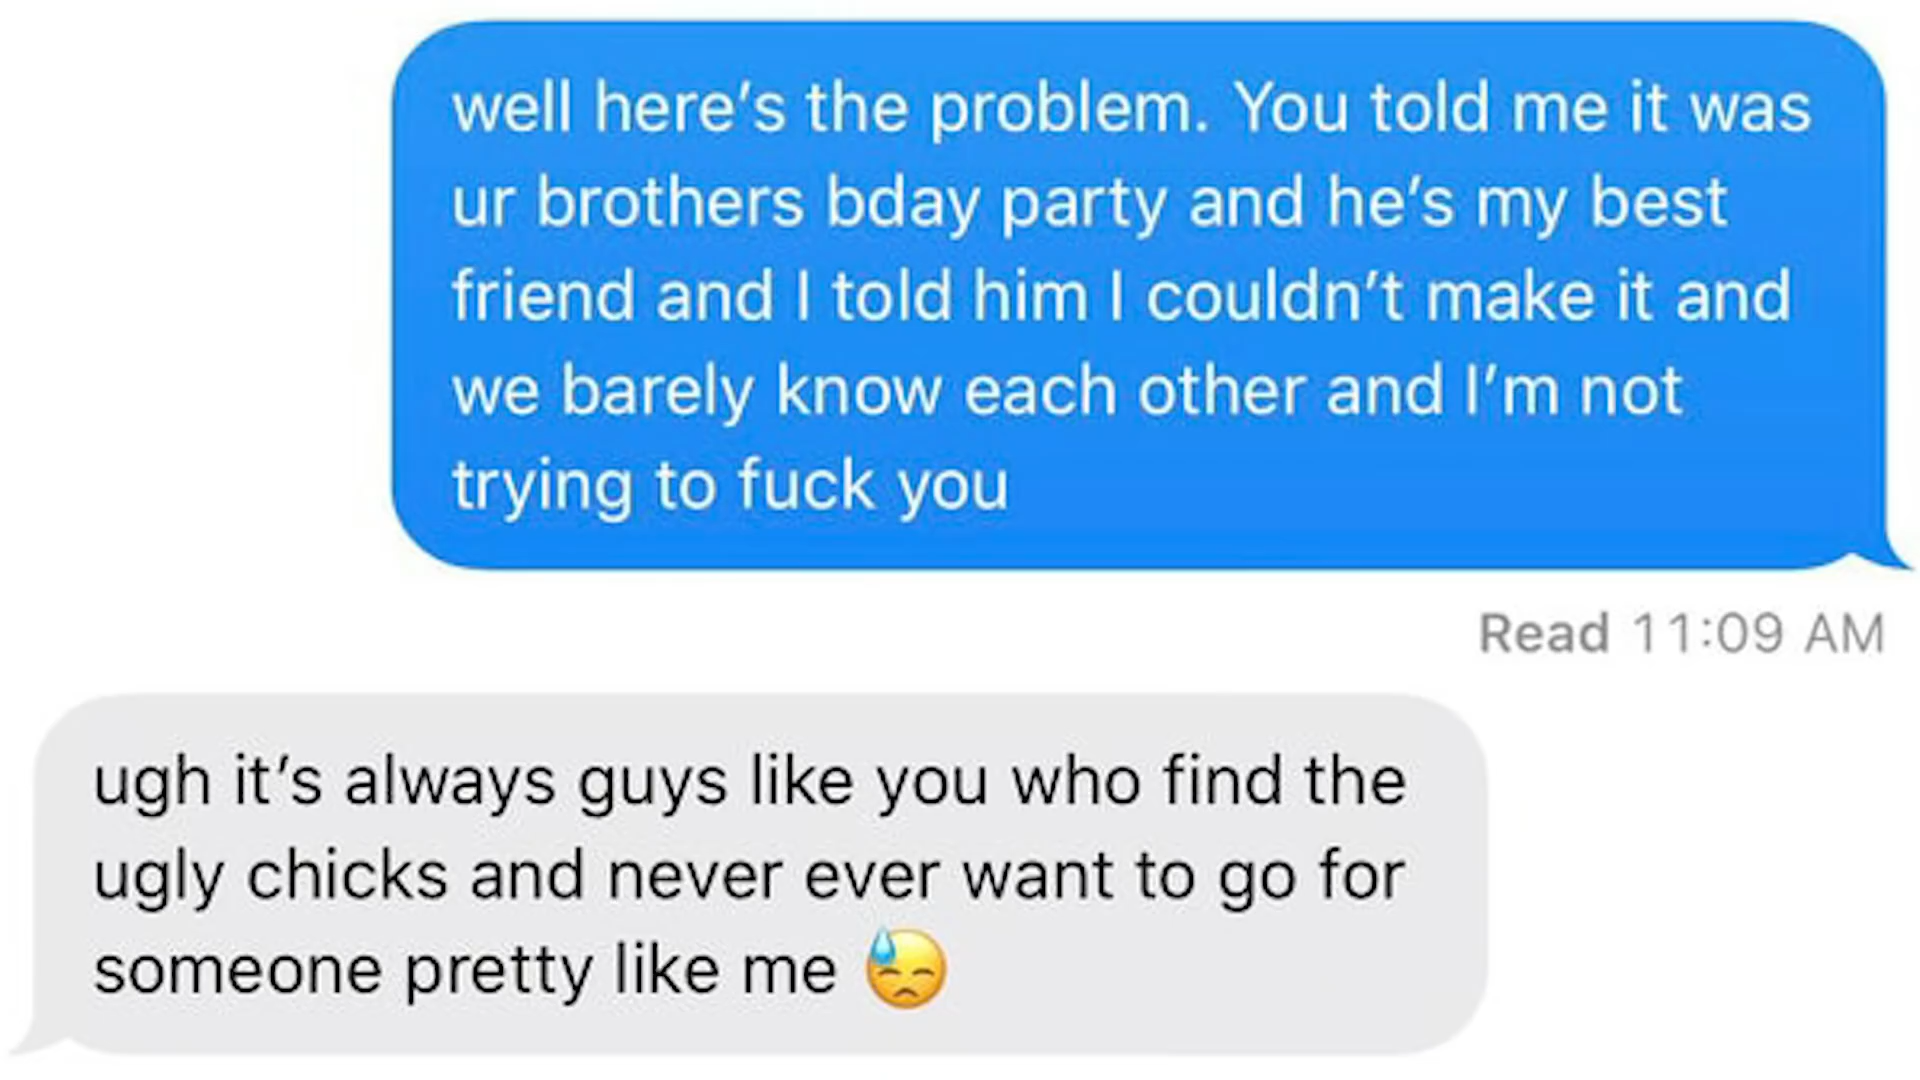 well here’s the problem. You told me it was
ur brothers bday party and he’s my best
friend and I told him I couldn’t make it and
we barely know each other and I’m not
trying to fuck you
Read 11:09 AM
ugh it’s always guys like you who find the
ugly chicks and never ever want to go for
someone pretty like me 😓